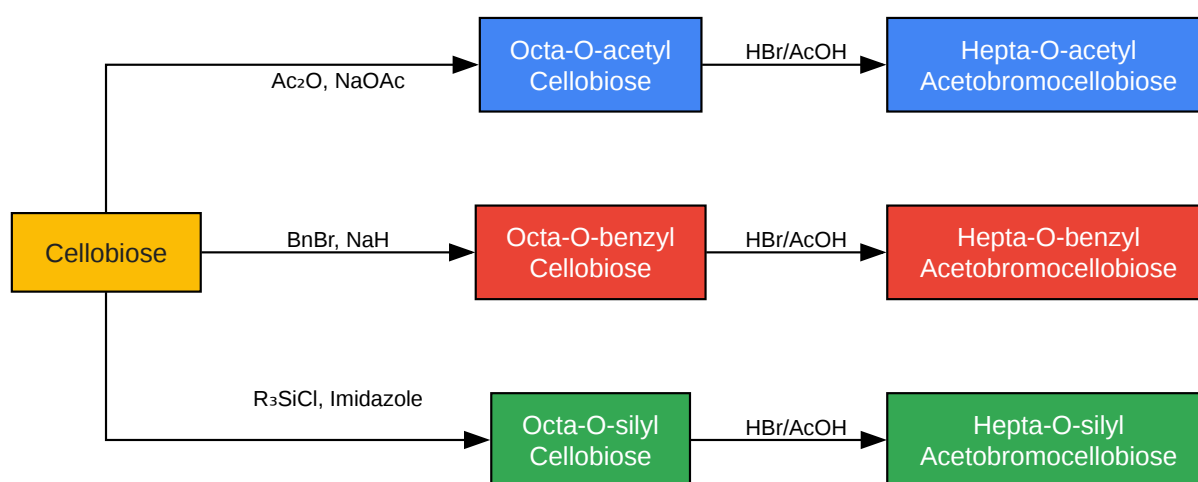 Octa-O-acetyl
Cellobiose
HBr/AcOH
Hepta-O-acetyl
Acetobromocellobiose
Ac₂O, NaOAc
Cellobiose
BnBr, NaH
Octa-O-benzyl
Cellobiose
HBr/AcOH
Hepta-O-benzyl
Acetobromocellobiose
R₃SiCl, Imidazole
Octa-O-silyl
Cellobiose
HBr/AcOH
Hepta-O-silyl
Acetobromocellobiose